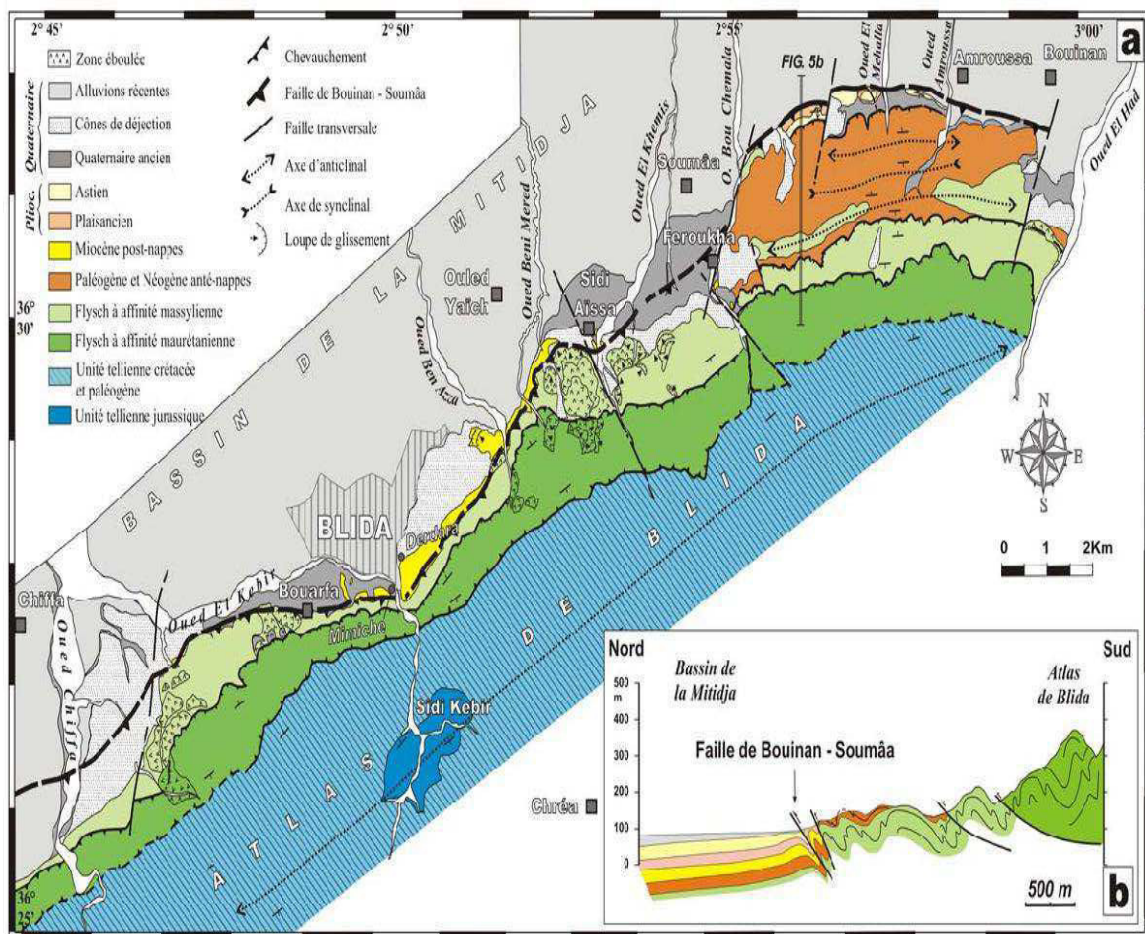 2° 45'
2° 50'
2° 55'
3° 00'
a
Zone éboulée
Alluvions récentes
Cônes de déjection
Quaternaire ancien
Astien
Plaisancien
Miocène post-nappes
Paléogène et Néogène anté-nappes
Flysch à affinité massylienne
Flysch à affinité maurétanienne
Unité tellienne crétacée
et paléogène
Unité tellienne jurassique
Quaternaire
Plioc.
Chevauchement
Faille de Bouinan - Soumâa
Faille transversale
Axe d'anticlinal
Axe de synclinal
Loupe de glissement
FIG. 5b
Oued El
Mehalla
Oued
Amroussa
Amroussa
Bouinan
Oued El Had
O. Bou Chemala
Oued El Khemis
Soumâa
Feroukha
Oued Beni Mered
Ouled
Yaïch
Sidi
Aïssa
36°
30'
Oued Ben Aza
BASSIN DE LA MITIDJA
BLIDA
Derdara
Bouarfa
Oued El Kebir
Chiffa
Oued Chiffa
Mimiche
Sidi Kebir
Chréa
ÂTLAS DE BLIDA
36°
25'
N
W
E
S
0 1 2Km
Nord
Sud
Bassin de
la Mitidja
Atlas
de Blida
Faille de Bouinan - Soumâa
500
m
400
300
200
100
0
500 m
b